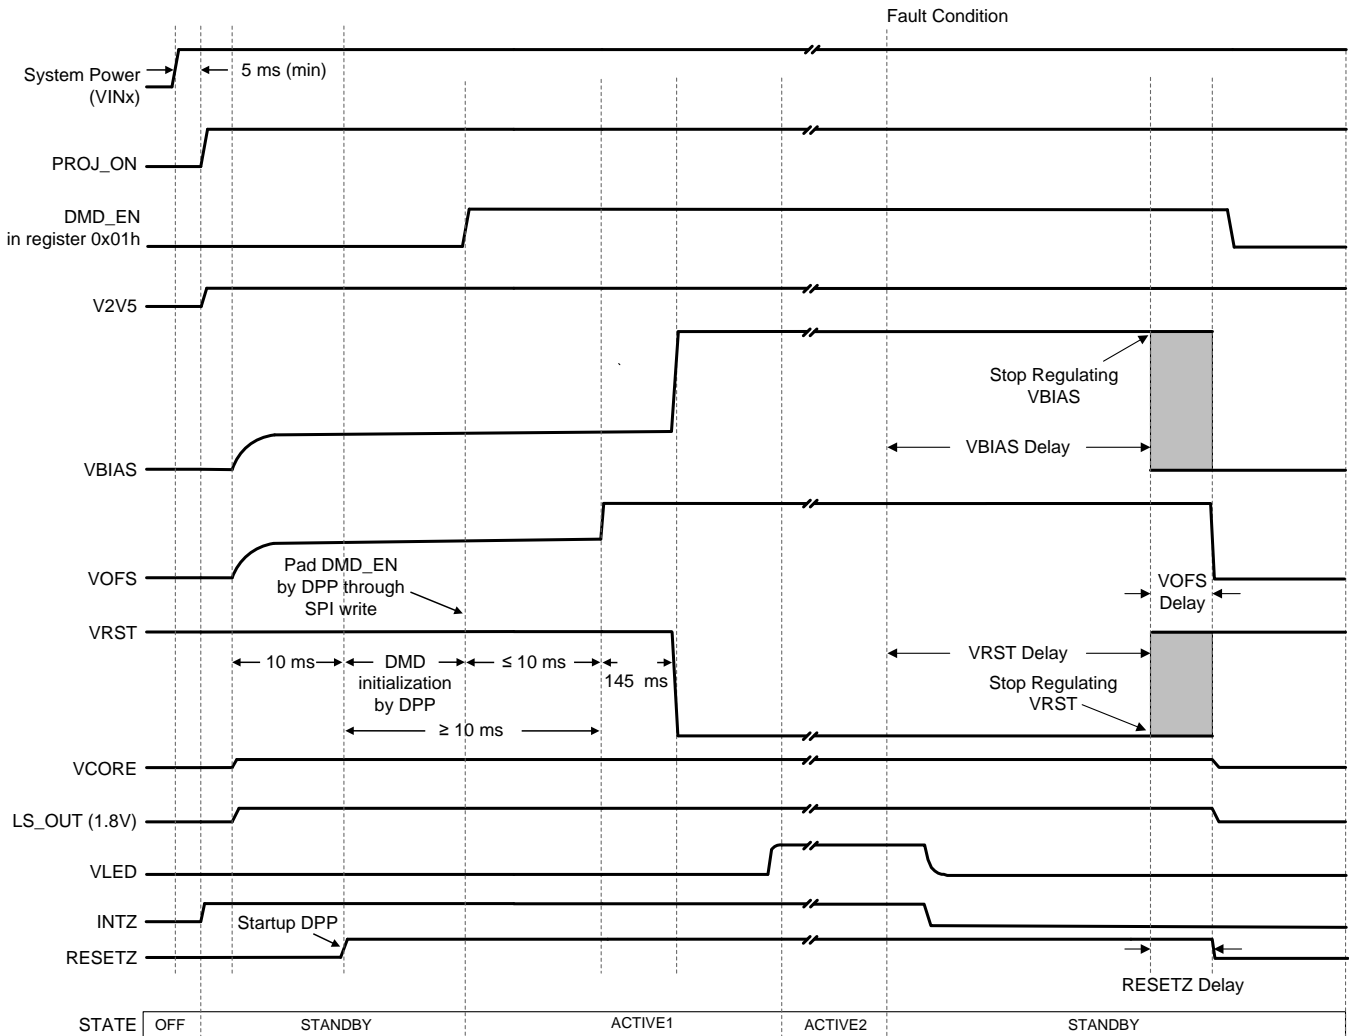 Fault Condition
System Power
(VINx)
5 ms (min)
PROJ_ON
DMD_EN
in register 0x01h
V2V5
Stop Regulating
VBIAS
VBIAS Delay
VBIAS
Pad DMD_EN
by DPP through
SPI write
VOFS
VOFS
Delay
VRST
10 ms
DMD
initialization
by DPP
≤ 10 ms
145 ms
≥ 10 ms
VRST Delay
Stop Regulating
VRST
VCORE
LS_OUT (1.8V)
VLED
INTZ
Startup DPP
RESETZ
RESETZ Delay
STATE
OFF
STANDBY
ACTIVE1
ACTIVE2
STANDBY